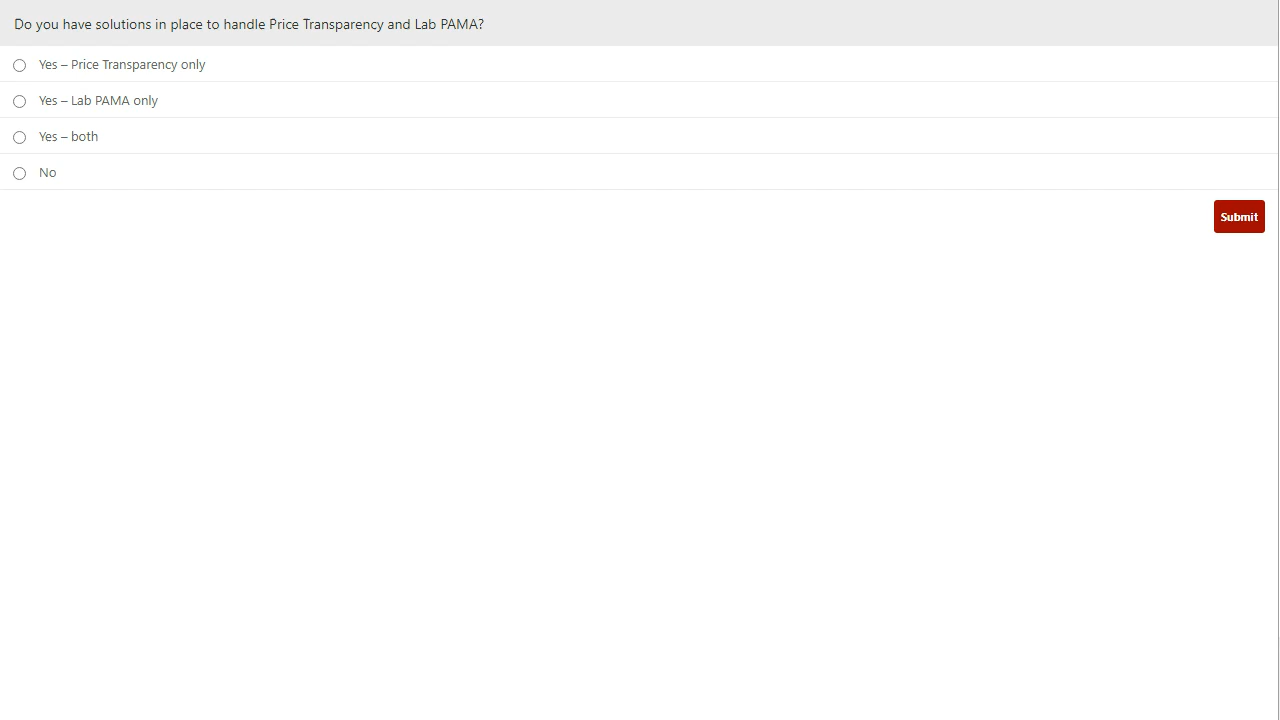 Do you have solutions in place to handle Price Transparency and Lab PAMA?
Yes – Price Transparency only
Yes – Lab PAMA only
Yes – both
No
Submit